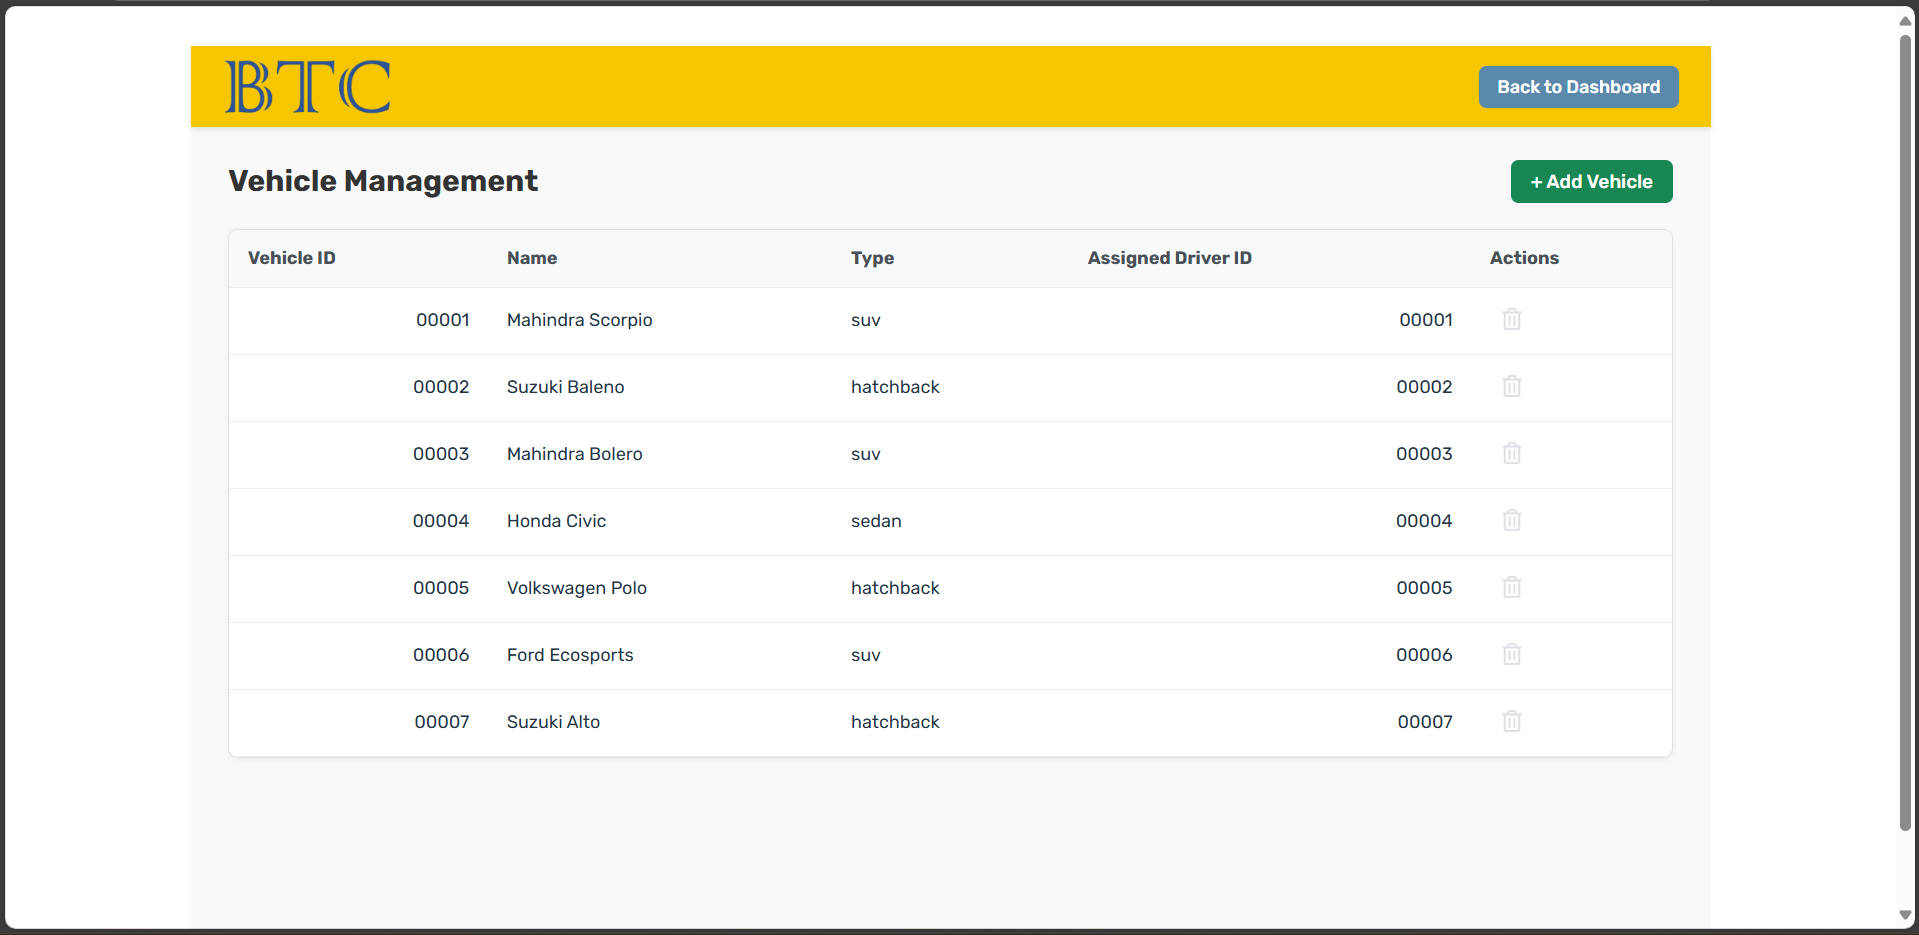 BTC
Back to Dashboard
Vehicle Management
+ Add Vehicle
Vehicle ID Name Type Assigned Driver ID Actions
00001 Mahindra Scorpio suv 00001
00002 Suzuki Baleno hatchback 00002
00003 Mahindra Bolero suv 00003
00004 Honda Civic sedan 00004
00005 Volkswagen Polo hatchback 00005
00006 Ford Ecosports suv 00006
00007 Suzuki Alto hatchback 00007